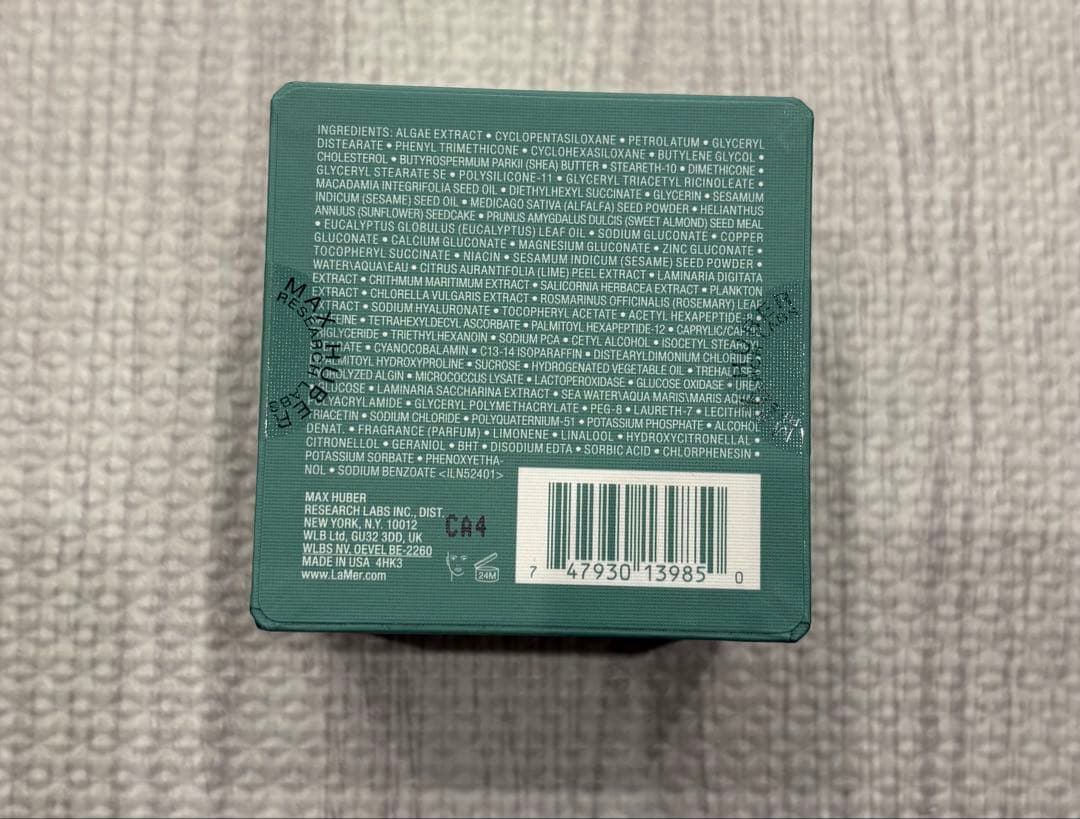 INGREDIENTS: ALGAE EXTRACT • CYCLOPENTASILOXANE • PETROLATUM • GLYCERYL
DISTEARATE • PHENYL TRIMETHICONE • CYCLOHEXASILOXANE • BUTYLENE GLYCOL •
CHOLESTEROL • BUTYROSPERMUM PARKII (SHEA) BUTTER • STEARETH-10 • DIMETHICONE •
GLYCERYL STEARATE SE • POLYSILICONE-11 • GLYCERYL TRIACETYL RICINOLEATE •
MACADAMIA INTEGRIFOLIA SEED OIL • DIETHYLHEXYL SUCCINATE • GLYCERIN • SESAMUM
INDICUM (SESAME) SEED OIL • MEDICAGO SATIVA (ALFALFA) SEED POWDER • HELIANTHUS
ANNUUS (SUNFLOWER) SEEDCAKE • PRUNUS AMYGDALUS DULCIS (SWEET ALMOND) SEED MEAL
• EUCALYPTUS GLOBULUS (EUCALYPTUS) LEAF OIL • SODIUM GLUCONATE • COPPER
GLUCONATE • CALCIUM GLUCONATE • MAGNESIUM GLUCONATE • ZINC GLUCONATE •
TOCOPHERYL SUCCINATE • NIACIN • SESAMUM INDICUM (SESAME) SEED POWDER •
WATER\AQUA\EAU • CITRUS AURANTIFOLIA (LIME) PEEL EXTRACT • LAMINARIA DIGITATA
EXTRACT • CRITHMUM MARITIMUM EXTRACT • SALICORNIA HERBACEA EXTRACT • PLANKTON
EXTRACT • CHLORELLA VULGARIS EXTRACT • ROSMARINUS OFFICINALIS (ROSEMARY) LEAF
EXTRACT • SODIUM HYALURONATE • TOCOPHERYL ACETATE • ACETYL
• TETRAHEXYLDECYL ASCORBATE • PALMITOYL HEXAPEPTIDE-12 •
• TRIETHYLHEXANOIN • SODIUM PCA • CETYL ALCOHOL • ISOCETYL
• CYANOCOBALAMIN • C13-14 ISOPARAFFIN • DISTEARYLDIMONIUM CHLORIDE
HYDROXYPROLINE • SUCROSE • HYDROGENATED VEGETABLE OIL •
ALGIN • MICROCOCCUS LYSATE • LACTOPEROXIDASE • GLUCOSE OXIDASE • UREA
• LAMINARIA SACCHARINA EXTRACT • SEA WATER\AQUA MARIS\MARIS
• GLYCERYL POLYMETHACRYLATE • PEG-8 • LAURETH-7 • LECITHIN
TRIACETIN • SODIUM CHLORIDE • POLYQUATERNIUM-51 • POTASSIUM PHOSPHATE • ALCOHOL
DENAT. • FRAGRANCE (PARFUM) • LIMONENE • LINALOOL • HYDROXYCITRONELLAL •
CITRONELLOL • GERANIOL • BHT • DISODIUM EDTA • SORBIC ACID • CHLORPHENESIN •
POTASSIUM SORBATE • PHENOXYETHA-
NOL • SODIUM BENZOATE <ILN52401>
MAX HUBER
RESEARCH LABS
MAX HUBER
RESEARCH LABS INC., DIST.
NEW YORK, N.Y. 10012
WLB Ltd, GU32 3DD, UK
WLBS NV, OEVEL BE-2260
MADE IN USA 4HK3
www.LaMer.com
CA4
24M
7 47930 13985 0